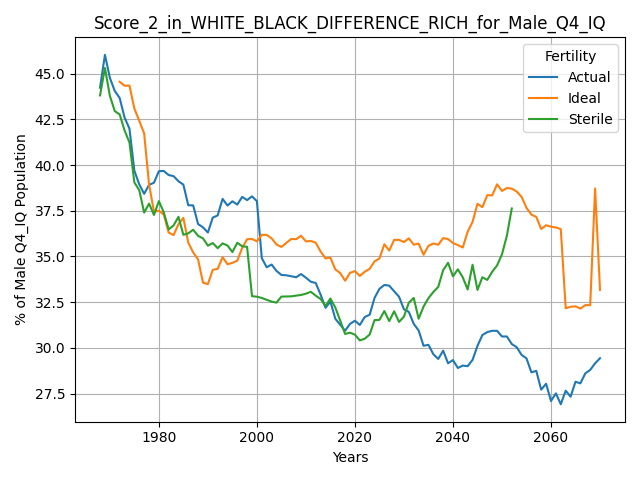 Score_2_in_WHITE_BLACK_DIFFERENCE_RICH_for_Male_Q4_IQ
Fertility
Actual
Ideal
Sterile
% of Male Q4_IQ Population
45.0
42.5
40.0
37.5
35.0
32.5
30.0
27.5
1980
2000
2020
2040
2060
Years